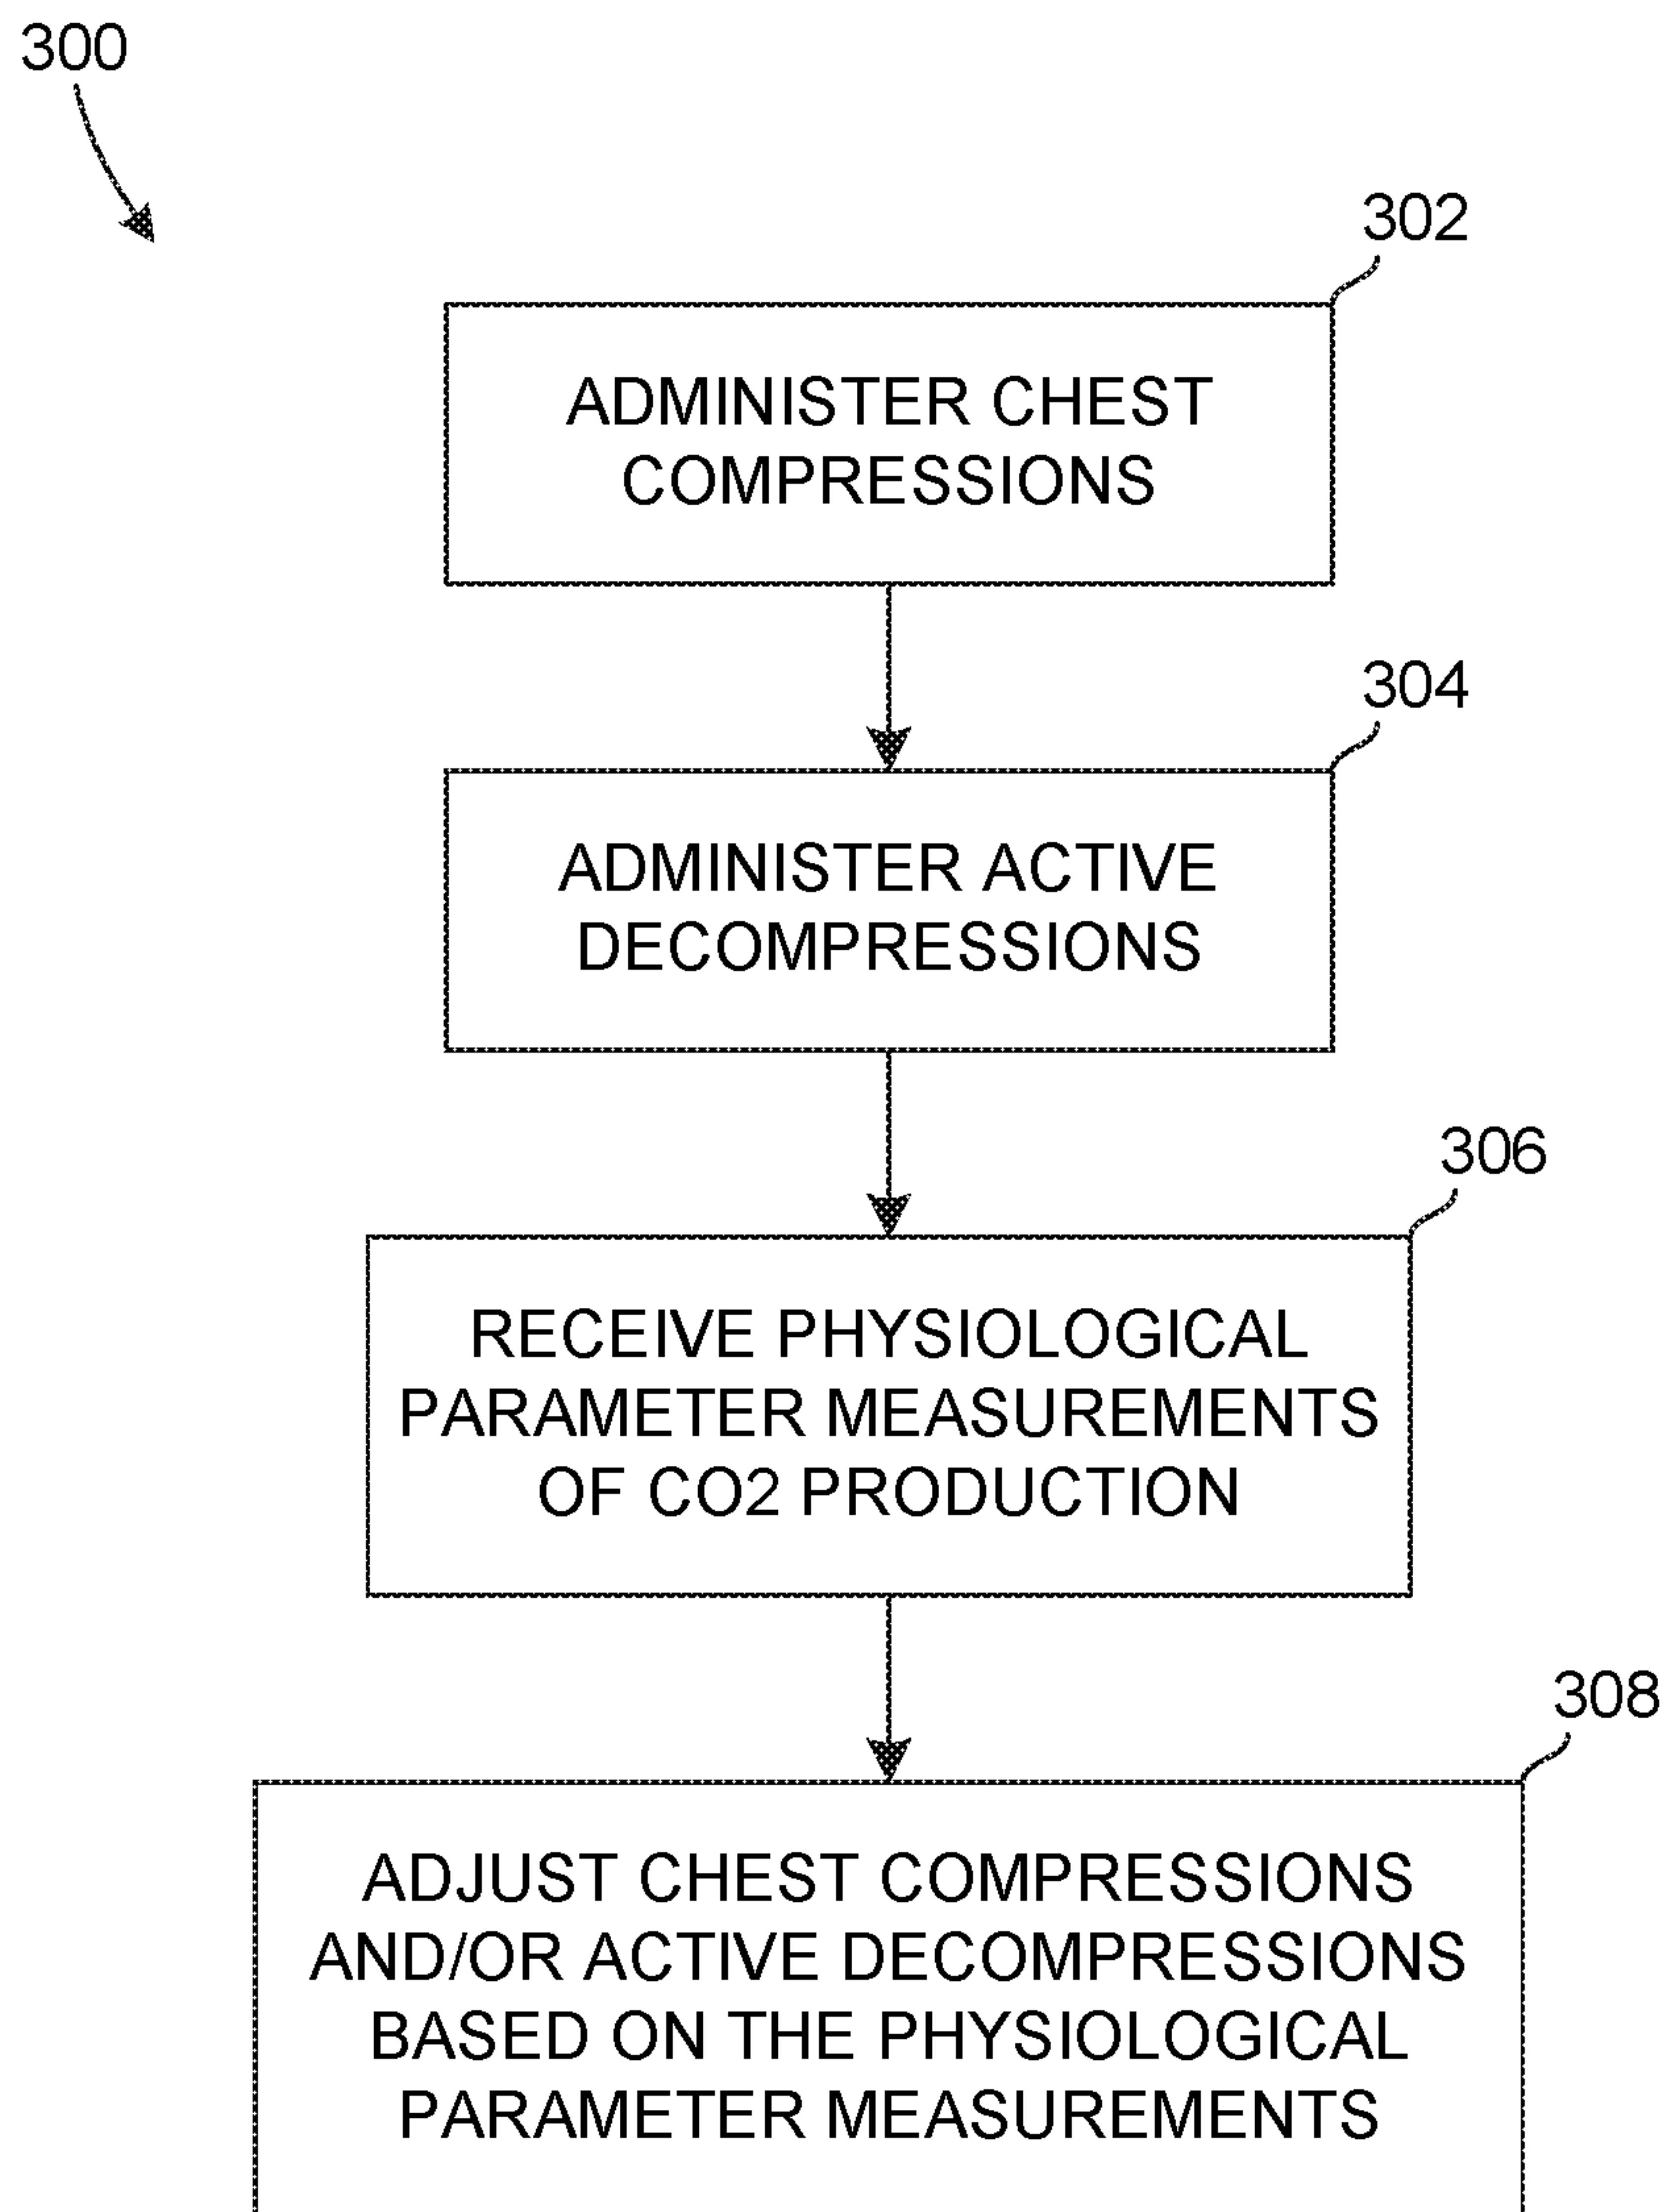 300
302
ADMINISTER CHEST
COMPRESSIONS
304
ADMINISTER ACTIVE
DECOMPRESSIONS
306
RECEIVE PHYSIOLOGICAL
PARAMETER MEASUREMENTS
OF CO2 PRODUCTION
308
ADJUST CHEST COMPRESSIONS
AND/OR ACTIVE DECOMPRESSIONS
BASED ON THE PHYSIOLOGICAL
PARAMETER MEASUREMENTS